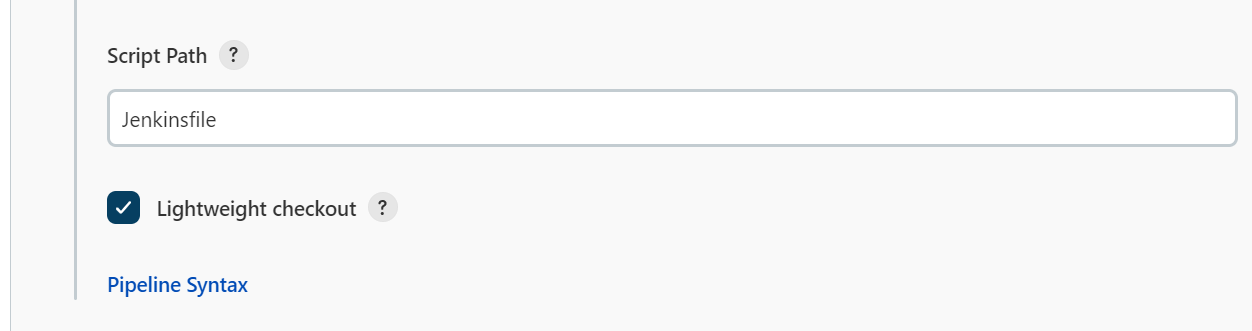 Script Path ?
Jenkinsfile
Lightweight checkout ?
Pipeline Syntax